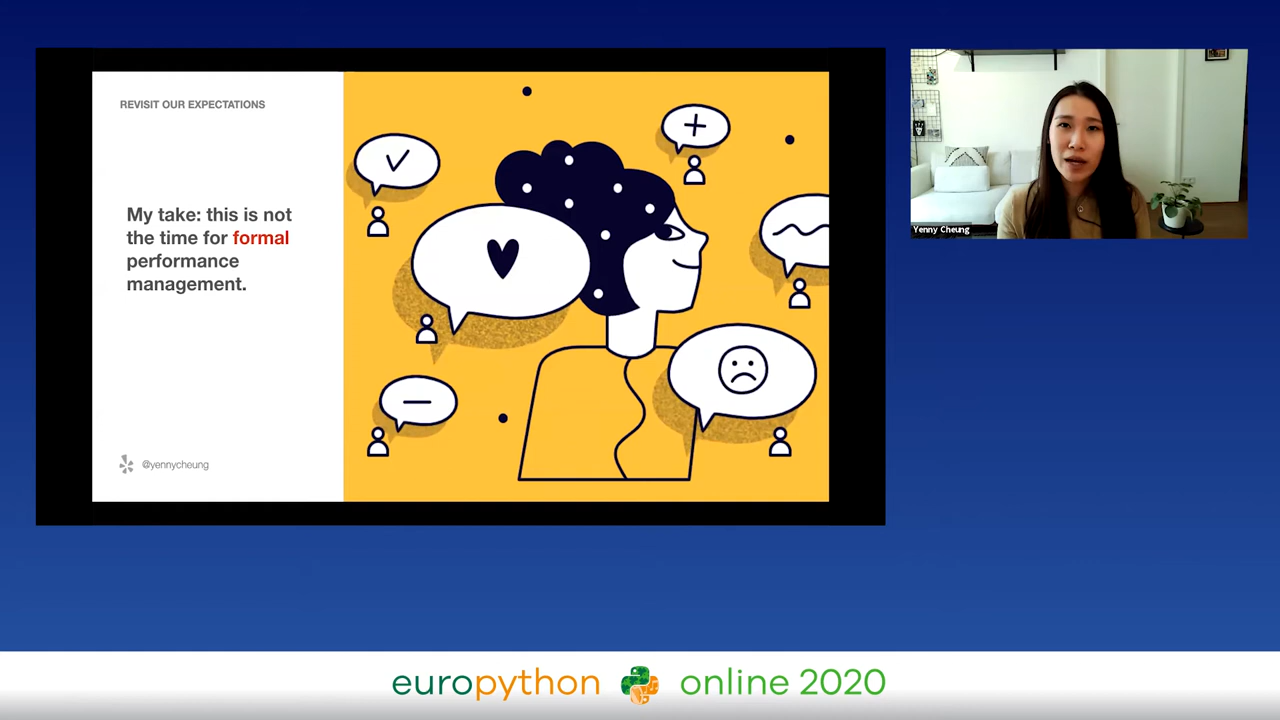 REVISIT OUR EXPECTATIONS
My take: this is not
the time for formal
performance
management.
@yennycheung
Yenny Cheung
europython online 2020